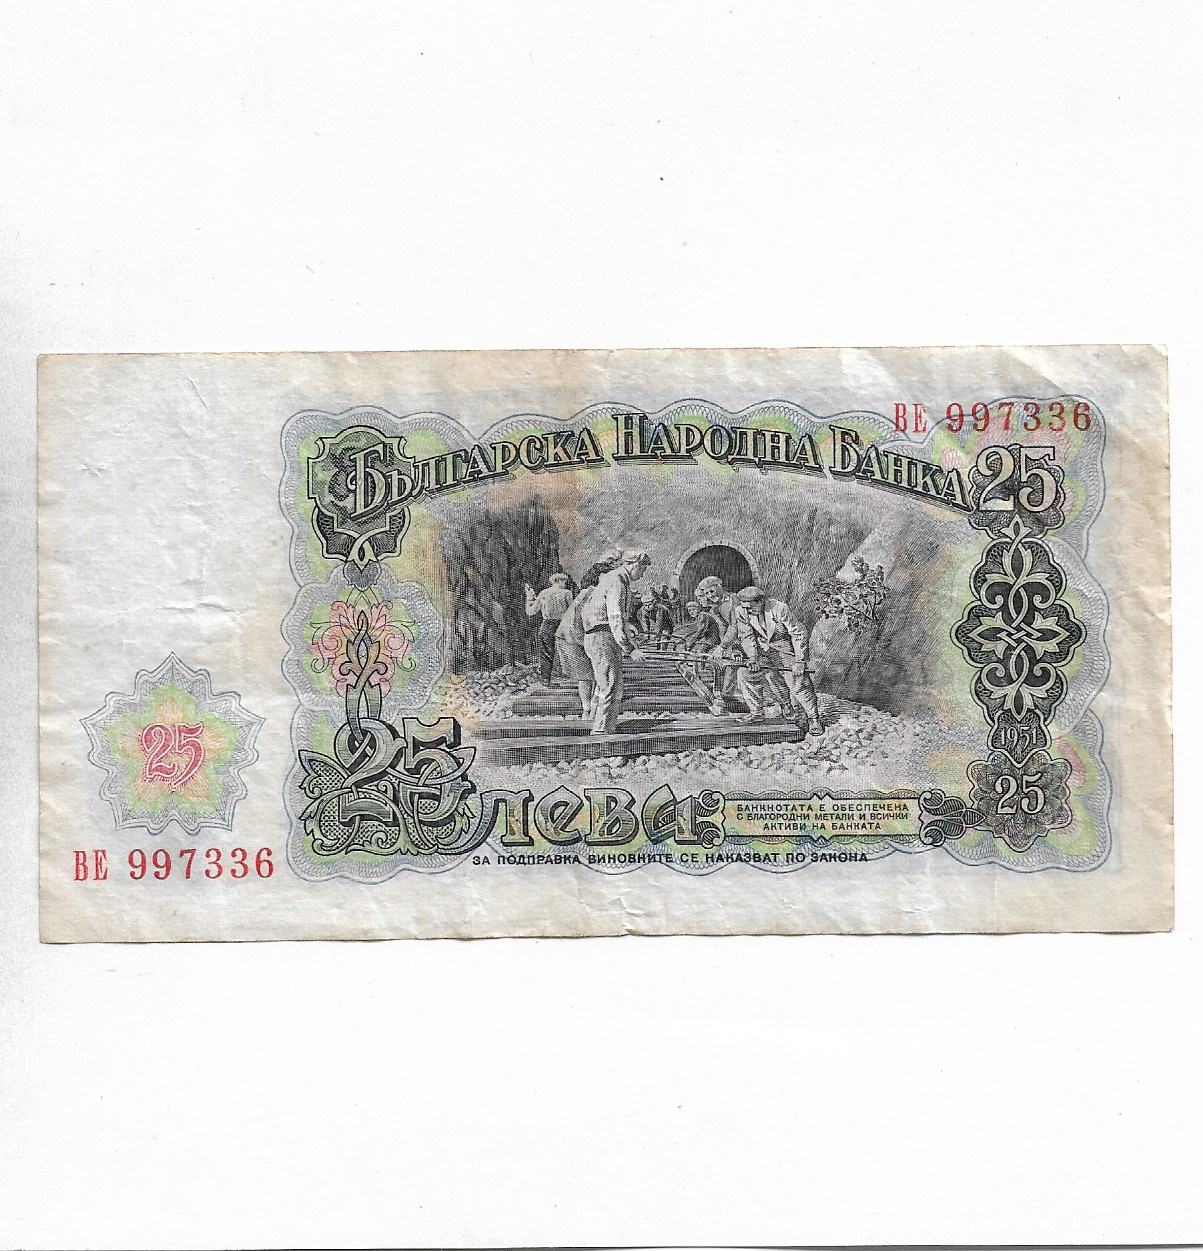 ВЕ 997336
Българска Народна Банка
25
1951
25
25
25 лева
БАНКНОТАТА Е ОБЕСПЕЧЕНА
С БЛАГОРОДНИ МЕТАЛИ И ВСИЧКИ
АКТИВИ НА БАНКАТА
ЗА ПОДПРАВКА ВИНОВНИТЕ СЕ НАКАЗВАТ ПО ЗАКОНА
ВЕ 997336